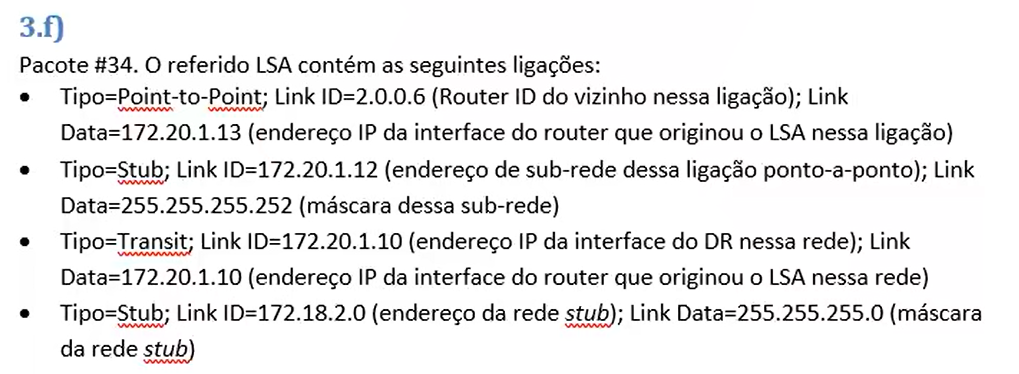 3.f)
Pacote #34. O referido LSA contém as seguintes ligações:
• Tipo=Point-to-Point; Link ID=2.0.0.6 (Router ID do vizinho nessa ligação); Link
Data=172.20.1.13 (endereço IP da interface do router que originou o LSA nessa ligação)
• Tipo=Stub; Link ID=172.20.1.12 (endereço de sub-rede dessa ligação ponto-a-ponto); Link
Data=255.255.255.252 (máscara dessa sub-rede)
• Tipo=Transit; Link ID=172.20.1.10 (endereço IP da interface do DR nessa rede); Link
Data=172.20.1.10 (endereço IP da interface do router que originou o LSA nessa rede)
• Tipo=Stub; Link ID=172.18.2.0 (endereço da rede stub); Link Data=255.255.255.0 (máscara
da rede stub)